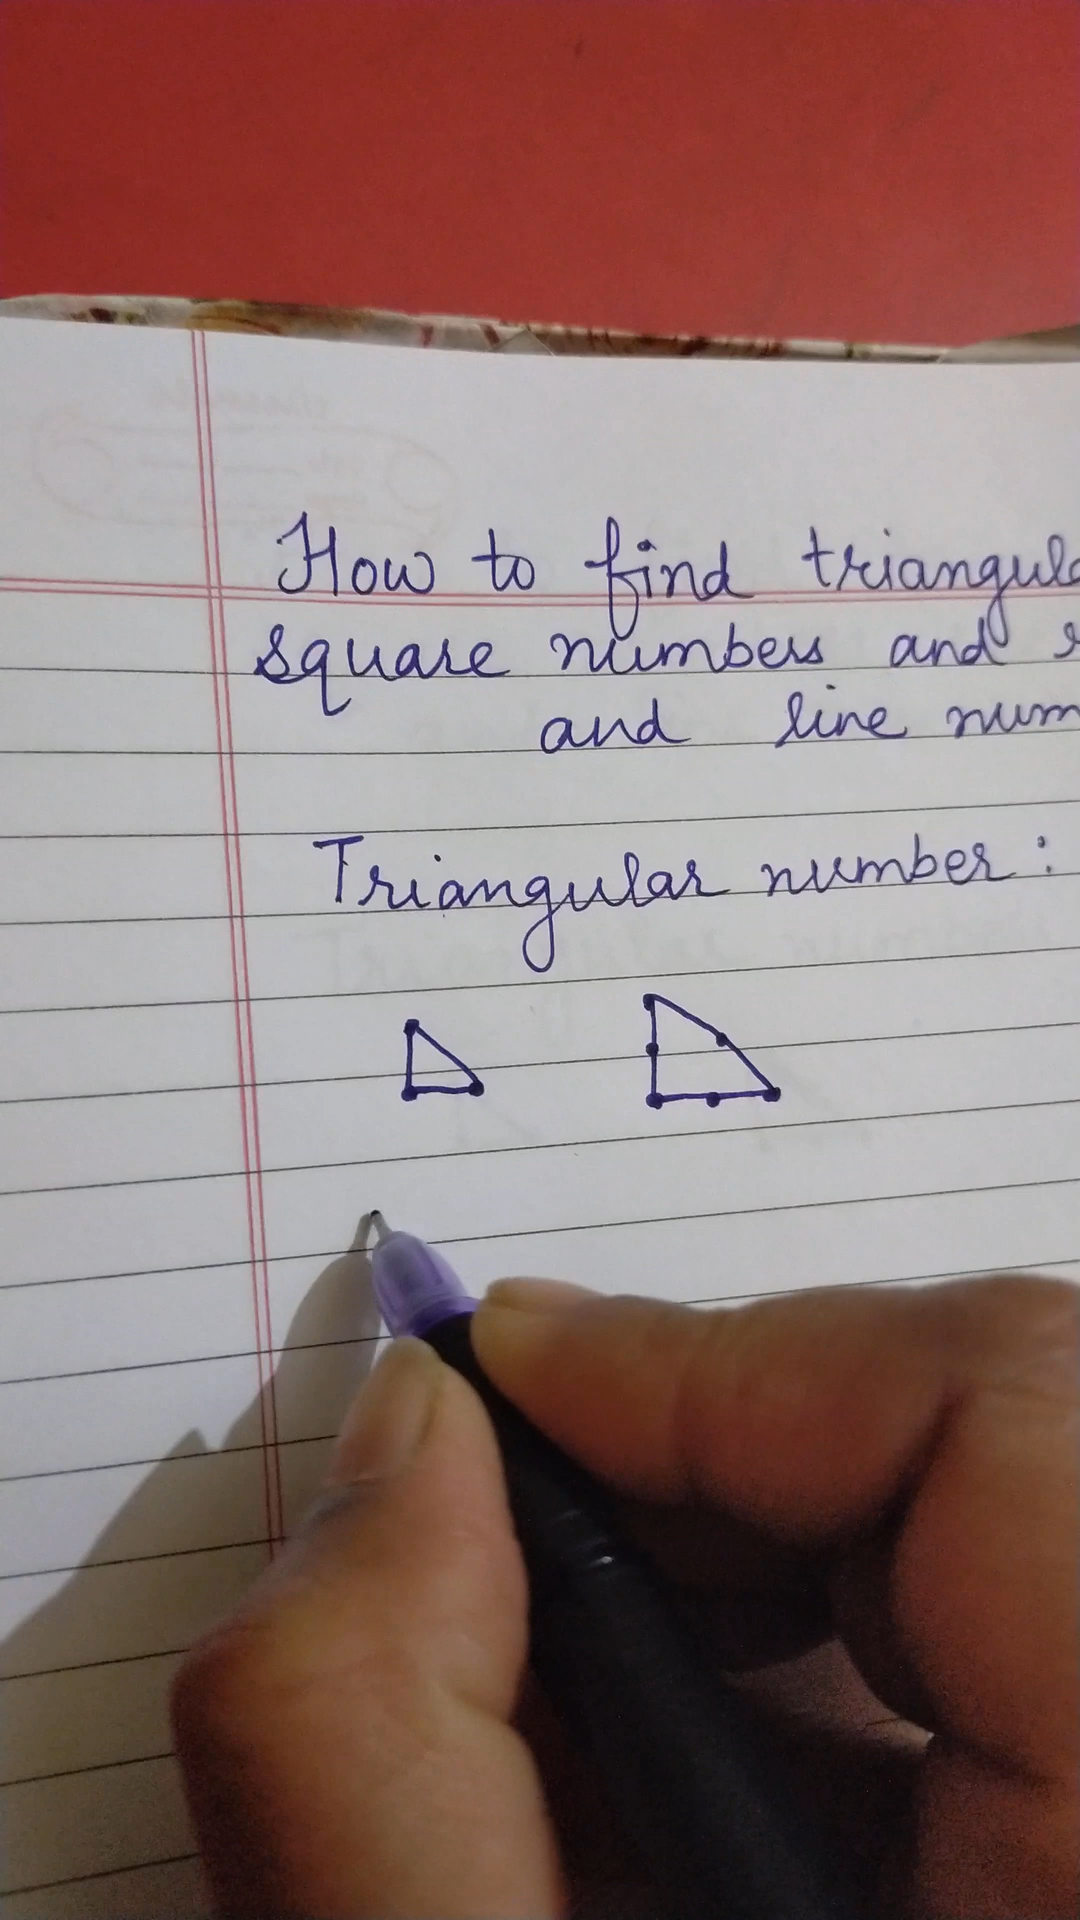 How to find
square numbers and
and line
Triangular number :